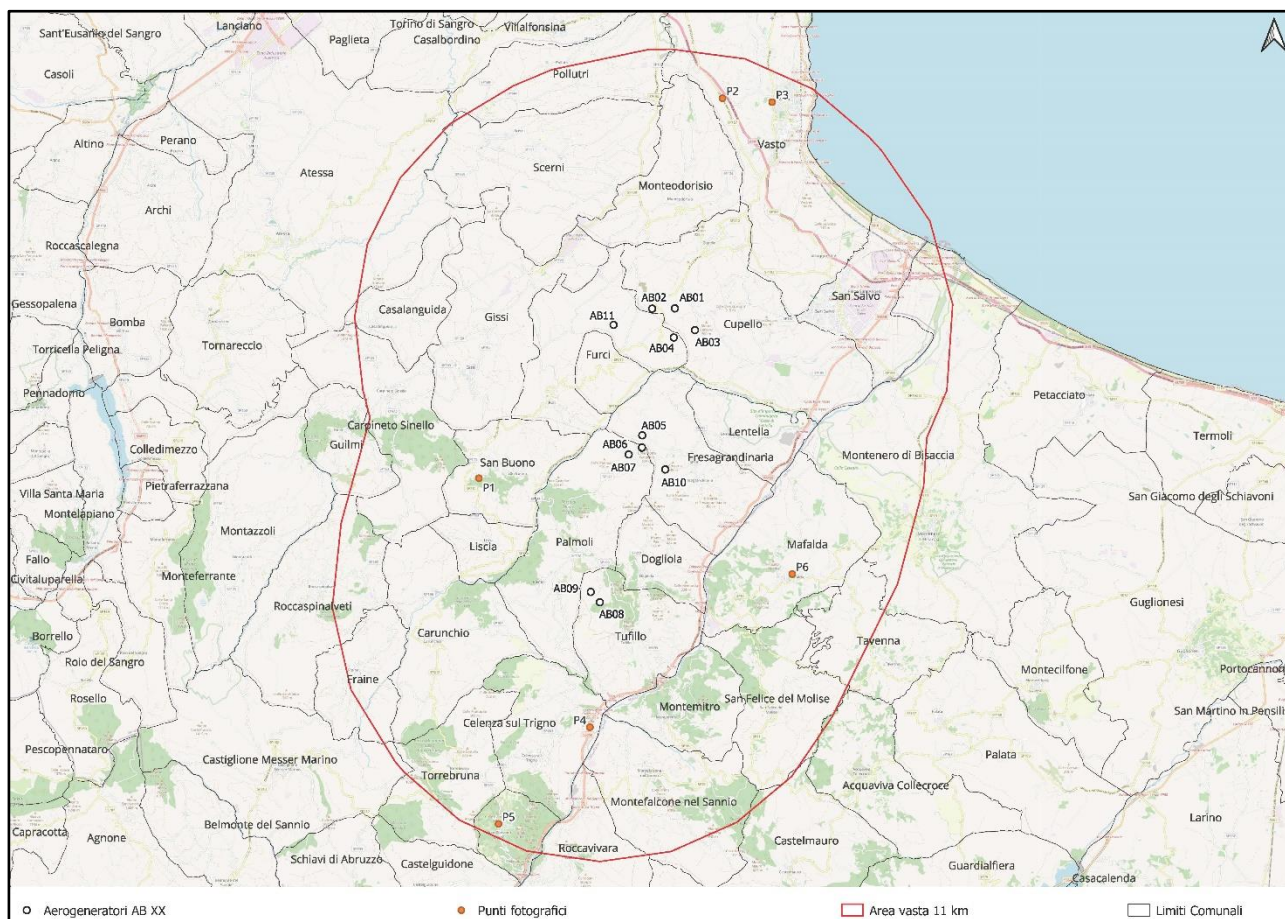 Lanciano
Torino di Sangro
Villalfonsina
Sant'Eusanio del Sangro
Paglieta
Casalbordino
Pollutri
Casoli
P2
P3
Altino
Perano
Vasto
Atessa
Scerni
Monteodorisio
Archi
Roccascalegna
Gessopalena
Casalanguida
Gissi
AB02
AB01
San Salvo
Bomba
AB11
Cupello
Torricella Peligna
Tornareccio
AB04
AB03
Furci
Pennadomo
Petacciato
Carpineto Sinello
Lentella
AB05
Termoli
Guilmi
AB06
Colledimezzo
Fresagrandinaria
Montenero di Bisaccia
San Buono
AB07
AB10
Pietraferrazzana
P1
Villa Santa Maria
San Giacomo degli Schiavoni
Montelapiano
Montazzoli
Palmoli
Mafalda
Liscia
Fallo
Dogliola
Civitaluparella
Monteferrante
P6
AB09
Guglionesi
Roccaspinalveti
AB08
Borrello
Carunchio
Tufillo
Tavenna
Roio del Sangro
Montecilfone
Portocannone
Fraine
Rosello
San Felice del Molise
Montemitro
San Martino in Pensilis
Celenza sul Trigno
P4
Pescopennataro
Castiglione Messer Marino
Palata
Torrebruna
Acquaviva Collecroce
Montefalcone nel Sannio
Larino
Capracotta
Agnone
Belmonte del Sannio
P5
Castelmauro
Roccavivara
Schiavi di Abruzzo
Castelguidone
Guardialfiera
Casacalenda
Aerogeneratori AB XX
Punti fotografici
Area vasta 11 km
Limiti Comunali